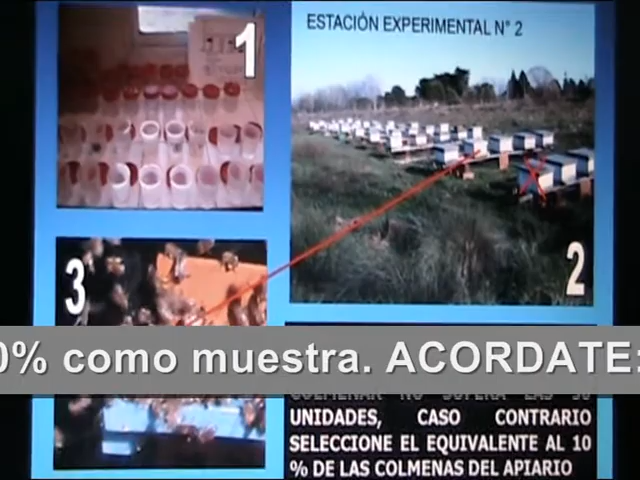 1
ESTACIÓN EXPERIMENTAL N° 2
3
2
0% como muestra. ACORDATE:
UNIDADES, CASO CONTRARIO
SELECCIONE EL EQUIVALENTE AL 10
% DE LAS COLMENAS DEL APIARIO